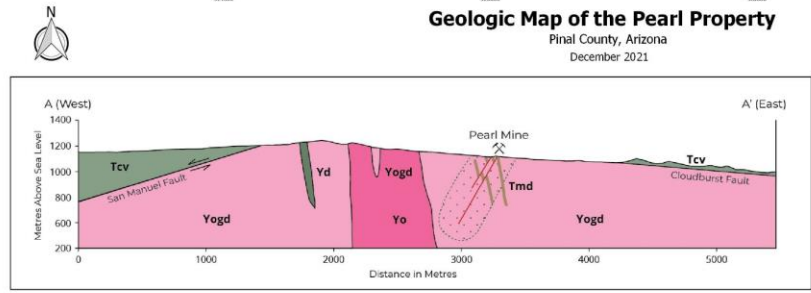 N
Geologic Map of the Pearl Property
Pinal County, Arizona
December 2021
A (West)
A' (East)
Metres Above Sea Level
1400
1200
1000
800
600
200
Tcv
San Manuel Fault
Yogd
Yd
Yogd
Yo
Pearl Mine
Tmd
Yogd
Tcv
Cloudburst Fault
0
1000
2000
3000
4000
5000
Distance in Metres